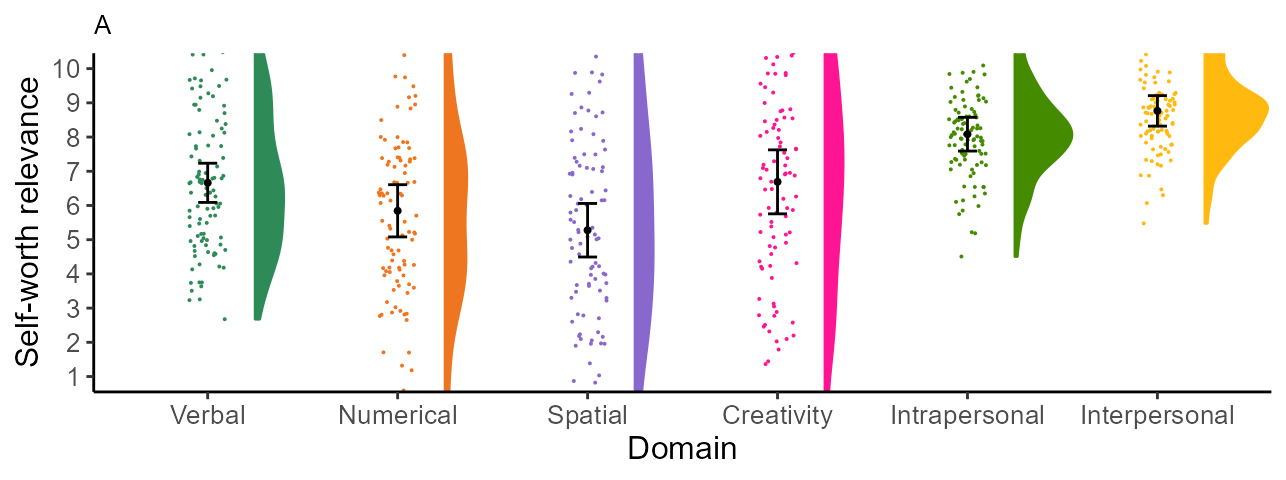 A
Self-worth relevance
10
9
8
7
6
5
4
3
2
1
Verbal Numerical Spatial Creativity Intrapersonal Interpersonal
Domain